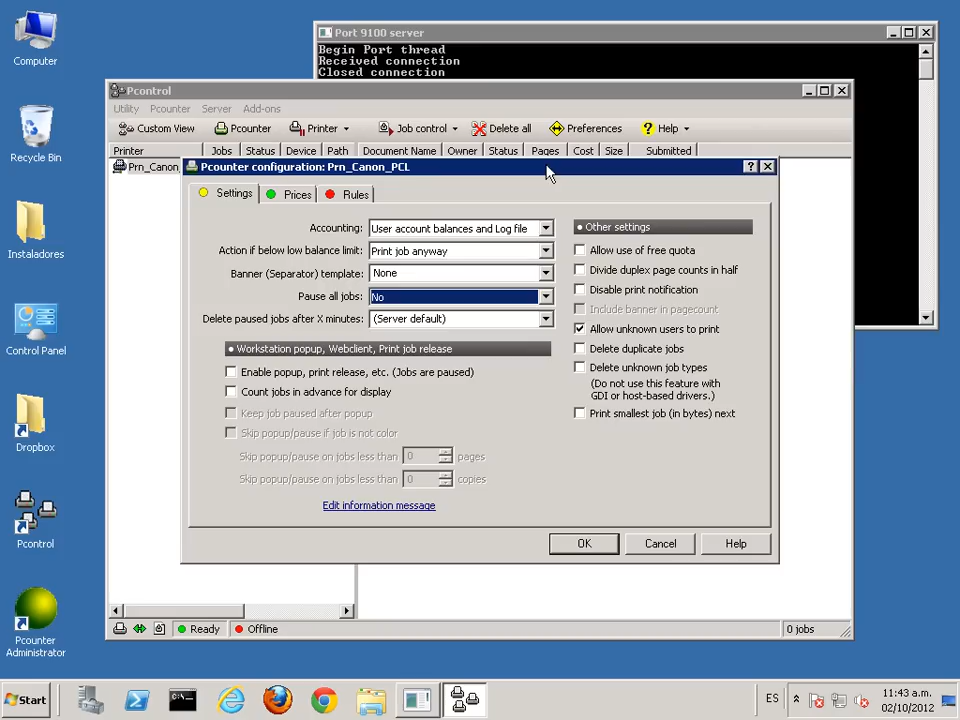 Computer
Recycle Bin
Instaladores
Control Panel
Dropbox
Pcontrol
Pcounter
Administrator
Port 9100 server
Begin Port thread
Received connection
Closed connection
Pcontrol
Utility Pcounter Server Add-ons
Custom View Pcounter Printer Job control Delete all Preferences Help
Printer Jobs Status Device Path Document Name Owner Status Pages Cost Size Submitted
Prn_Canon
Pcounter configuration: Prn_Canon_PCL
Settings Prices Rules
Accounting: User account balances and Log file
Action if below low balance limit: Print job anyway
Banner (Separator) template: None
Pause all jobs: No
Delete paused jobs after X minutes: (Server default)
Workstation popup, Webclient, Print job release
Enable popup, print release, etc. (Jobs are paused)
Count jobs in advance for display
Keep job paused after popup
Skip popup/pause if job is not color
Skip popup/pause on jobs less than 0 pages
Skip popup/pause on jobs less than 0 copies
Edit information message
Other settings
Allow use of free quota
Divide duplex page counts in half
Disable print notification
Include banner in pagecount
Allow unknown users to print
Delete duplicate jobs
Delete unknown job types
(Do not use this feature with
GDI or host-based drivers.)
Print smallest job (in bytes) next
OK Cancel Help
Ready Offline 0 jobs
Start ES 11:43 a.m.
02/10/2012